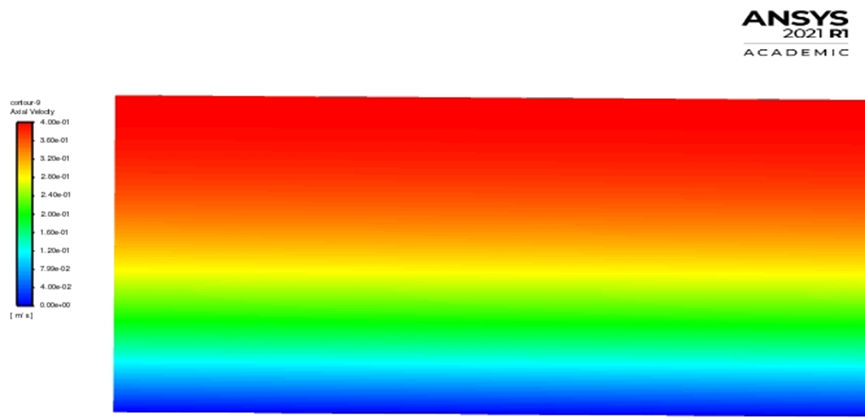 ANSYS
2021 R1
ACADEMIC
contour-9
Axial Velocity
4.00e-01
3.60e-01
3.20e-01
2.80e-01
2.40e-01
2.00e-01
1.60e-01
1.20e-01
7.99e-02
4.00e-02
0.00e+00
[ m/s ]